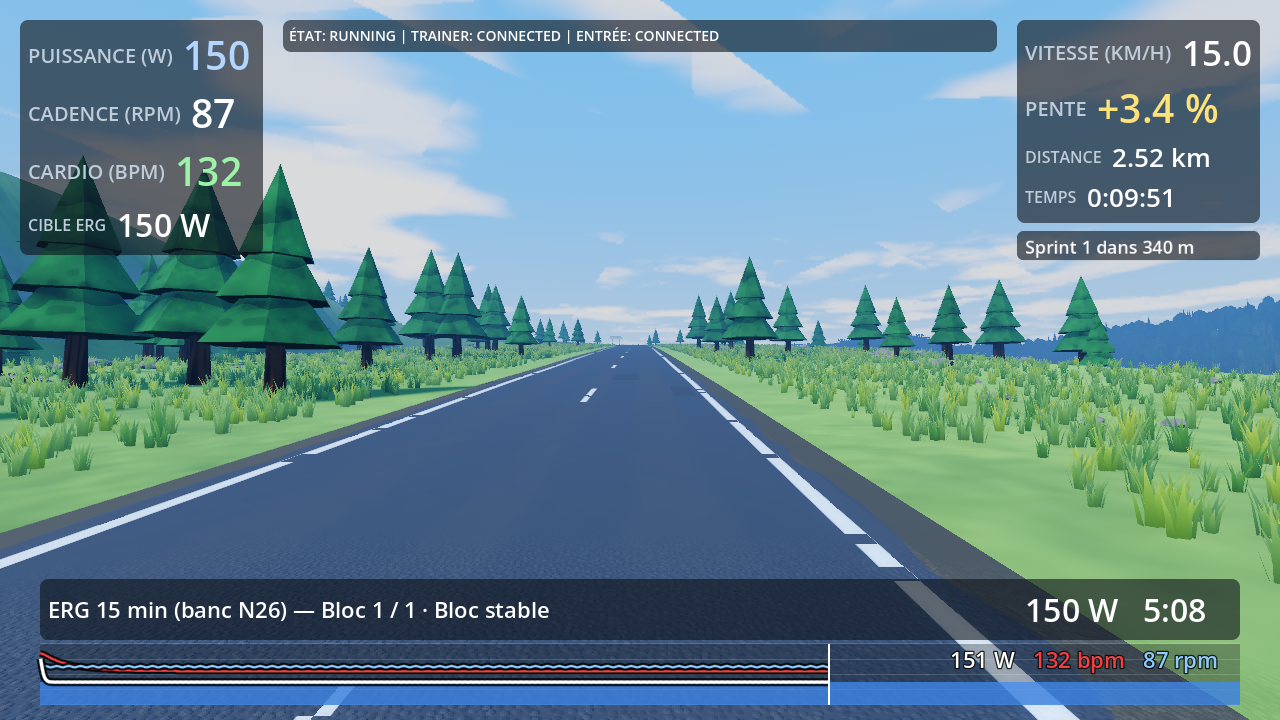 PUISSANCE (W) 150
CADENCE (RPM) 87
CARDIO (BPM) 132
CIBLE ERG 150 W
ÉTAT: RUNNING | TRAINER: CONNECTED | ENTRÉE: CONNECTED
VITESSE (KM/H) 15.0
PENTE +3.4 %
DISTANCE 2.52 km
TEMPS 0:09:51
Sprint 1 dans 340 m
ERG 15 min (banc N26) — Bloc 1 / 1 · Bloc stable 150 W 5:08
151 W 132 bpm 87 rpm